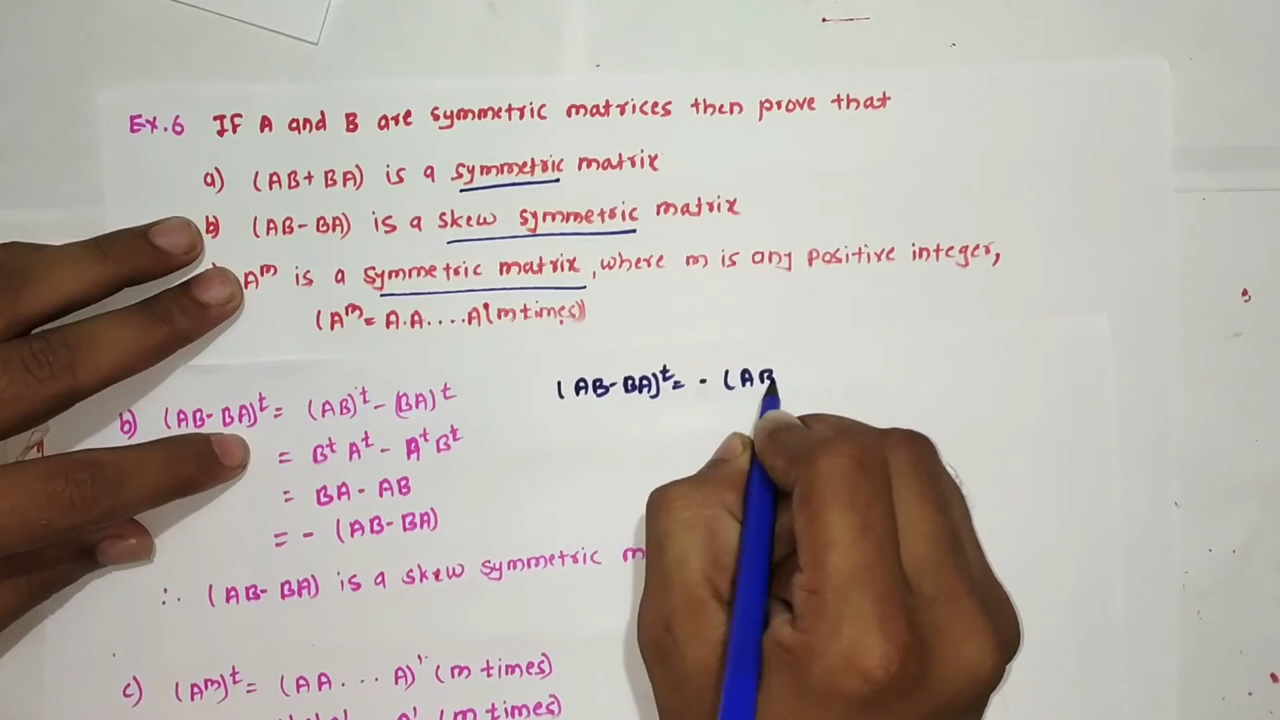 Ex.6 IF A and B are symmetric matrices then prove that
a) (AB+BA) is a symmetric matrix
b) (AB-BA) is a skew symmetric matrix
A^m is a symmetric matrix, where m is any positive integer,
(A^m = A.A....A (m times))
(AB-BA)^t = - (AB
b) (AB-BA)^t = (AB)^t - (BA)^t
= B^t A^t - A^t B^t
= BA - AB
= - (AB-BA)
∴ (AB-BA) is a skew symmetric m
c) (A^m)^t = (AA...A)' (m times)
A' (m times)